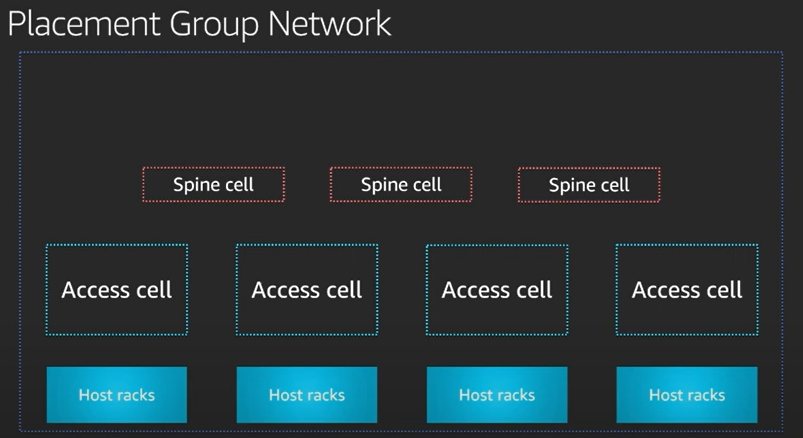 Placement Group Network
Spine cell Spine cell Spine cell
Access cell Access cell Access cell Access cell
Host racks Host racks Host racks Host racks